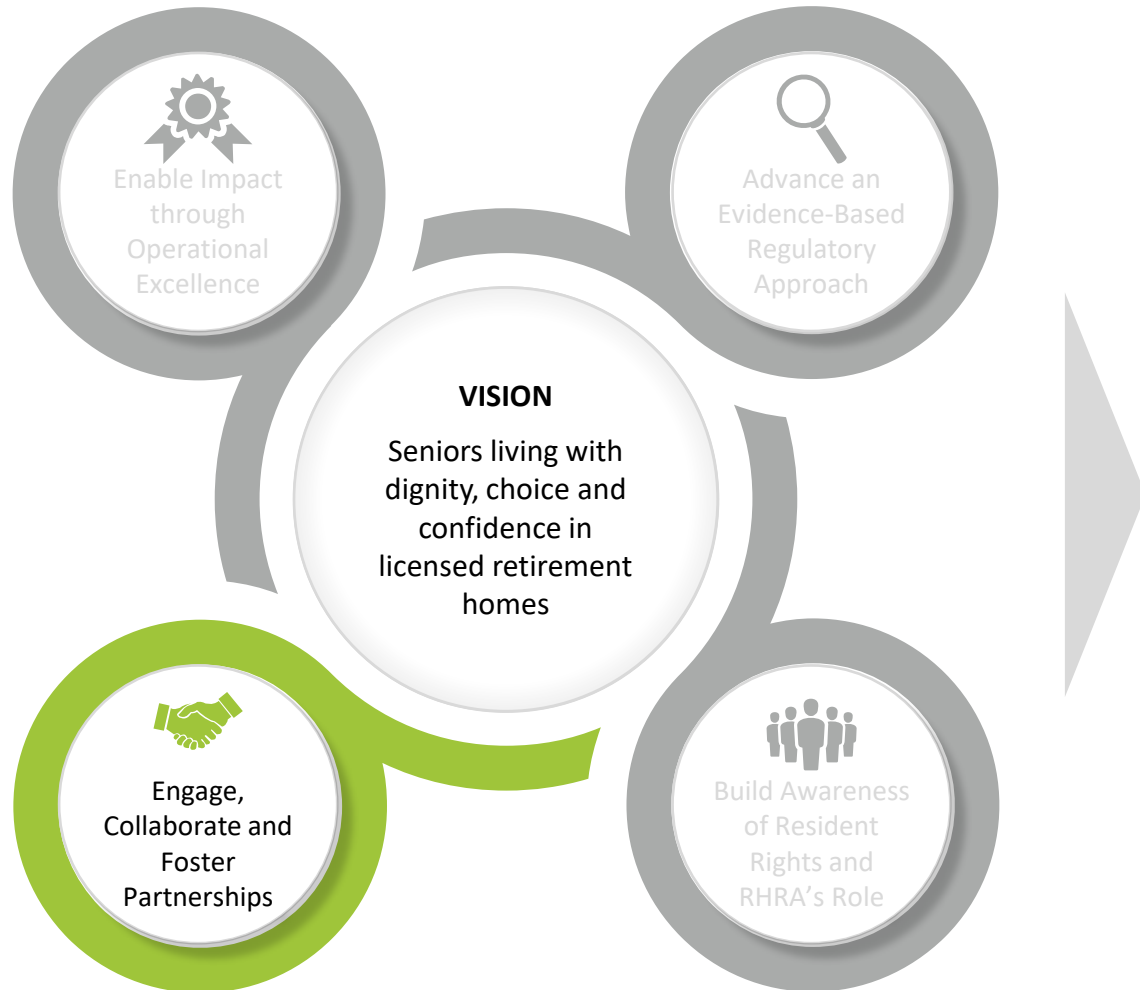 Enable Impact
through
Operational
Excellence
Advance an
Evidence-Based
Regulatory
Approach
VISION
Seniors living with
dignity, choice and
confidence in
licensed retirement
homes
Engage,
Collaborate and
Foster
Partnerships
Build Awareness
of Resident
Rights and
RHRA's Role